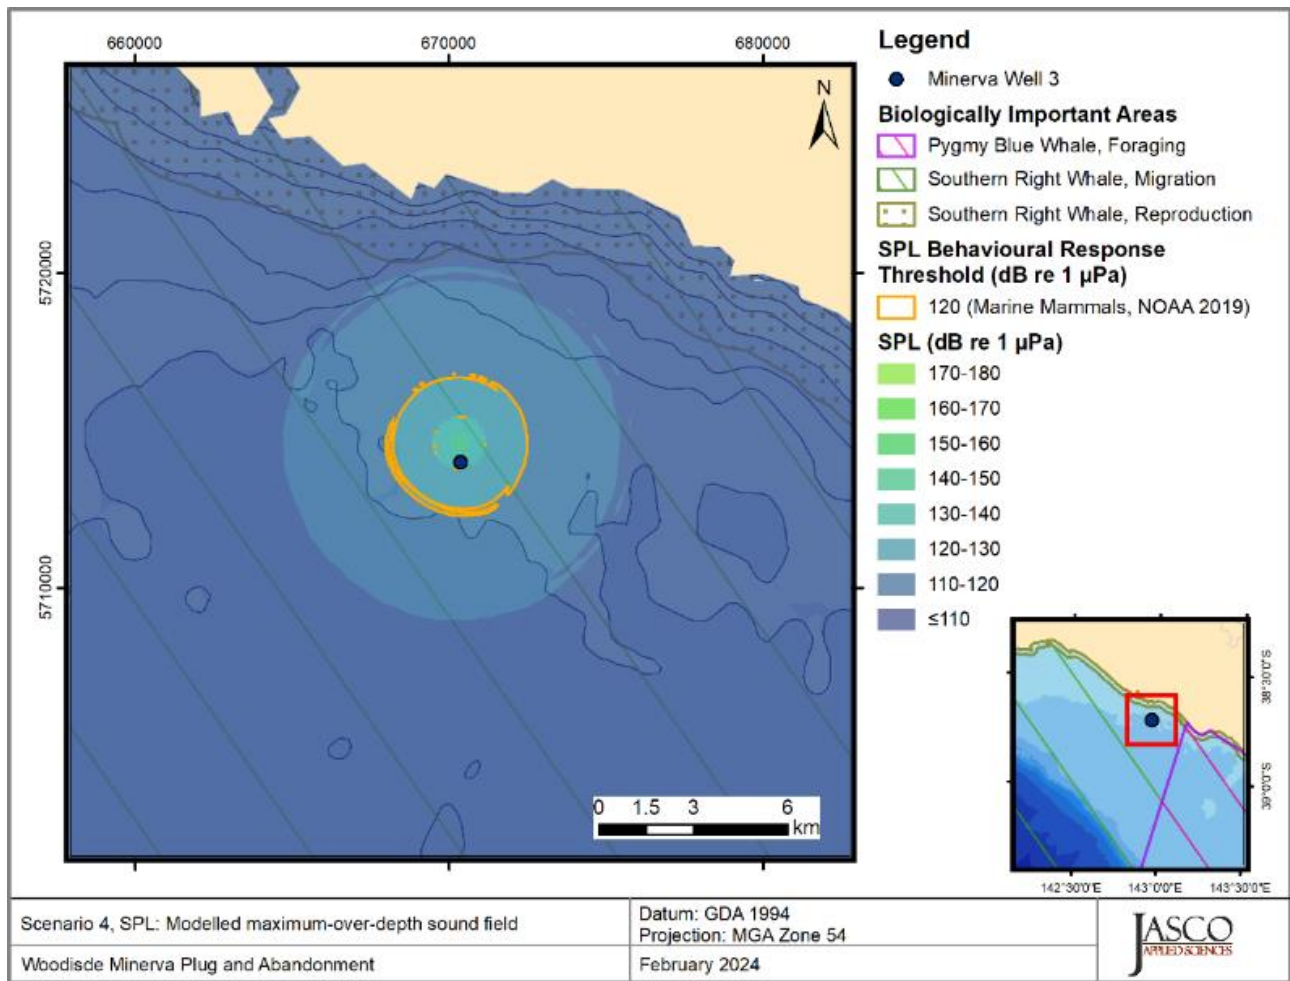 660000
670000
680000
5720000
5710000
N
0 1.5 3 6
km
Legend
Minerva Well 3
Biologically Important Areas
Pygmy Blue Whale, Foraging
Southern Right Whale, Migration
Southern Right Whale, Reproduction
SPL Behavioural Response
Threshold (dB re 1 µPa)
120 (Marine Mammals, NOAA 2019)
SPL (dB re 1 µPa)
170-180
160-170
150-160
140-150
130-140
120-130
110-120
≤110
38°30'S
39°0'0"S
142°30'0"E 143°0'0"E 143°30'0"E
Scenario 4, SPL: Modelled maximum-over-depth sound field
Woodisde Minerva Plug and Abandonment
Datum: GDA 1994
Projection: MGA Zone 54
February 2024
JASCO
APPLIED SCIENCES